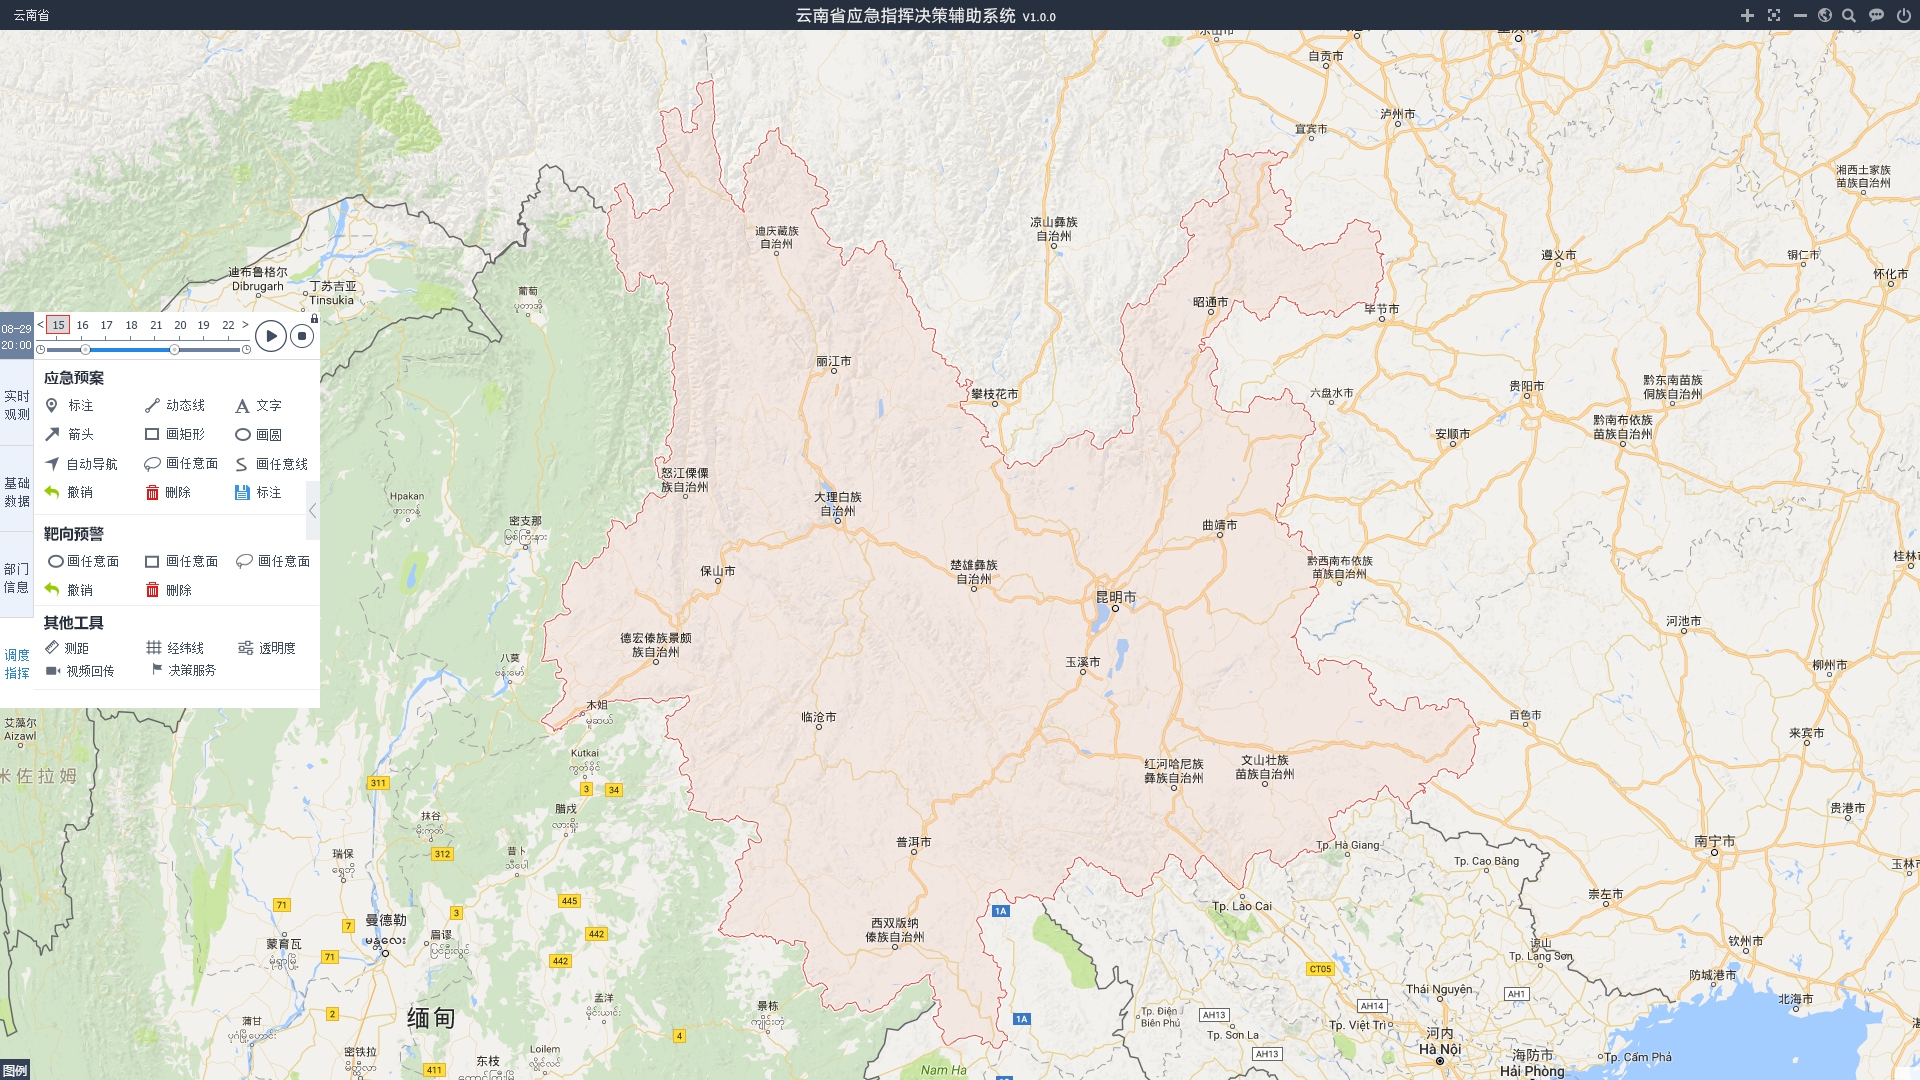 云南省
云南省应急指挥决策辅助系统 V1.0.0
乐山市
重庆市
自贡市
泸州市
宜宾市
湘西土家族
苗族自治州
凉山彝族
自治州
迪庆藏族
自治州
遵义市
铜仁市
怀化市
迪布鲁格尔
Dibrugarh
丁苏吉亚
Tinsukia
葡萄
昭通市
毕节市
08-29
20:00
< 15 16 17 18 21 20 19 22 >
丽江市
攀枝花市
六盘水市
贵阳市
黔东南苗族
侗族自治州
黔南布依族
苗族自治州
安顺市
实时
观测
基础
数据
部门
信息
调度
指挥
应急预案
标注 动态线 文字
箭头 画矩形 画圆
自动导航 画任意面 画任意线
撤销 删除 标注
靶向预警
画任意面 画任意面 画任意面
撤销 删除
其他工具
测距 经纬线 透明度
视频回传 决策服务
怒江傈僳
族自治州
大理白族
自治州
Hpakan
密支那
မြစ်ကြီးနား
曲靖市
黔西南布依族
苗族自治州
桂林市
保山市
楚雄彝族
自治州
昆明市
河池市
德宏傣族景颇
族自治州
八莫
玉溪市
柳州市
木姐
临沧市
百色市
来宾市
艾藻尔
Aizawl
米佐拉姆
Kutkai
311
3
34
红河哈尼族
彝族自治州
文山壮族
苗族自治州
贵港市
腊戌
抹谷
312
瑞保
昔卜
普洱市
Tp. Hà Giang
Tp. Cao Bằng
南宁市
玉林市
崇左市
71
7
3
445
442
442
71
曼德勒
မန္တလေး
眉谬
蒙育瓦
西双版纳
傣族自治州
1A
Tp. Lào Cai
谅山
Tp. Lạng Sơn
钦州市
防城港市
北海市
CT05
Thái Nguyên
AH1
AH14
AH13
AH13
孟洋
景栋
缅甸
2
蒲甘
4
1A
Tp. Điện
Biên Phủ
Tp. Sơn La
Tp. Việt Trì
河内
Hà Nội
海防市
Hải Phòng
Tp. Cẩm Phả
密铁拉
411
东枝
Loilem
Nam Ha
图例